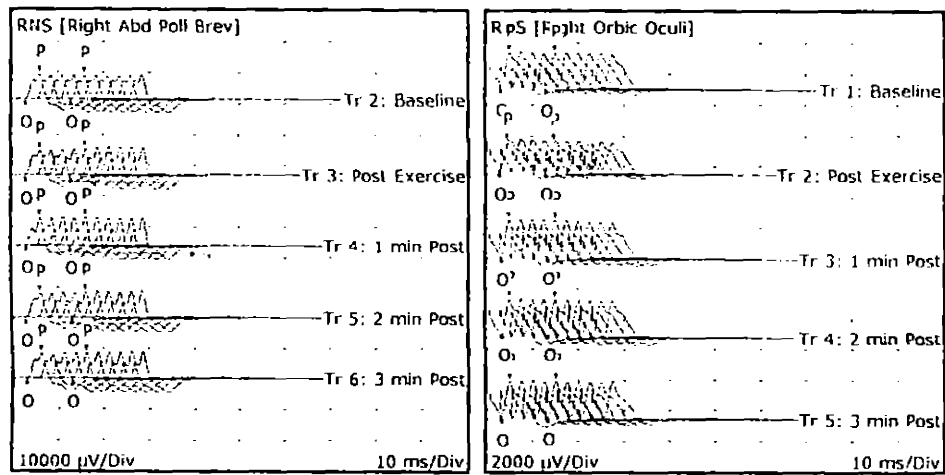 RNS [Right Abd Poll Brev]
P P
Tr 2: Baseline
O P O P
Tr 3: Post Exercise
O P O P
Tr 4: 1 min Post
O P O P
Tr 5: 2 min Post
O P O P
Tr 6: 3 min Post
O O
10000 µV/Div 10 ms/Div
Orbic Oculi]
Tr 1: Baseline
Tr 2: Post Exercise
Tr 3: 1 min Post
Tr 4: 2 min Post
Tr 5: 3 min Post
O O
2000 µV/Div 10 ms/Div